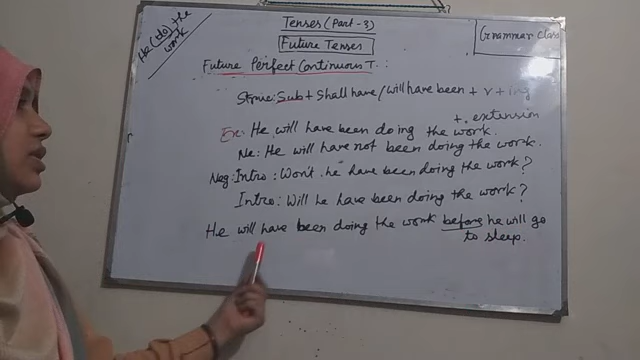 He (do) the
work
Tenses (Part-3)
Grammar Class
Future Tenses
Future Perfect Continuous T.:
Struc: Sub + Shall have/will have been + v + ing
+ . extension
Ex: He will have been doing the work.
Ne: He will have not been doing the work.
Neg: Intro: Won't he have been doing the work?
Intro: Will he have been doing the work?
He will have been doing the work before he will go
to sleep.